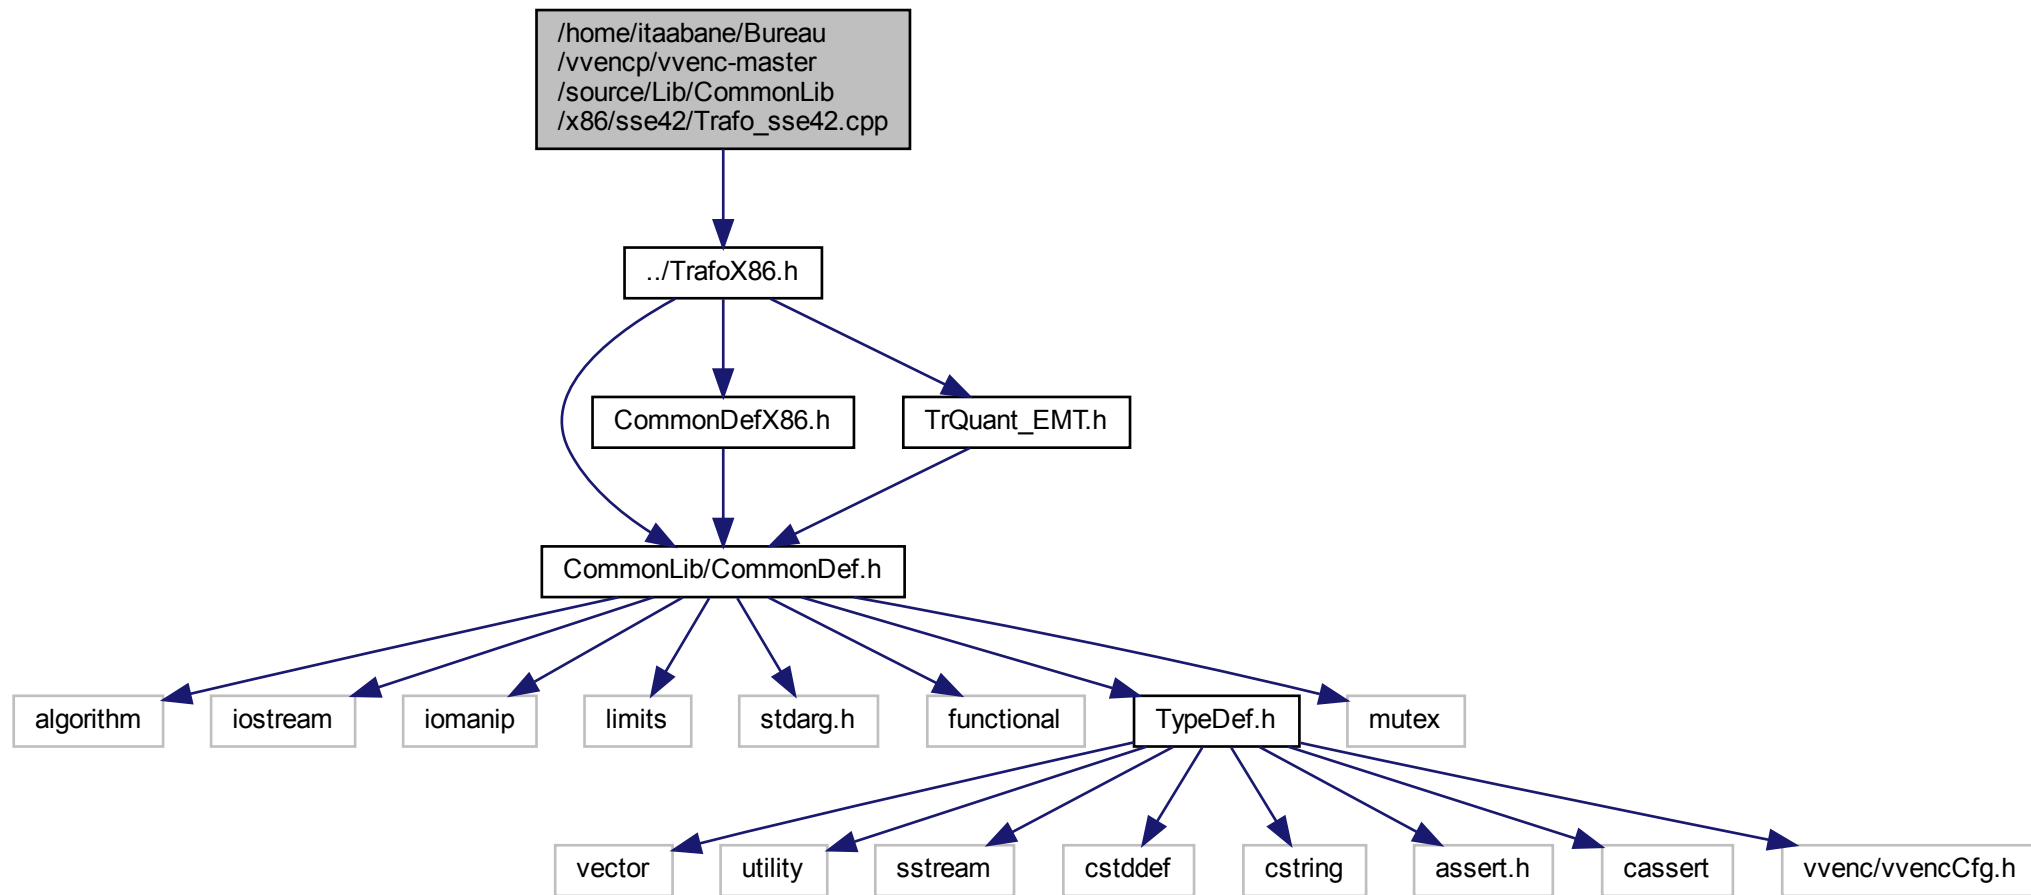 /home/itaabane/Bureau
/vvencp/vvenc-master
/source/Lib/CommonLib
/x86/sse42/Trafo_sse42.cpp
../TrafoX86.h
CommonDefX86.h
TrQuant_EMT.h
CommonLib/CommonDef.h
algorithm
iostream
iomanip
limits
stdarg.h
functional
TypeDef.h
mutex
vector
utility
sstream
cstddef
cstring
assert.h
cassert
vvenc/vvencCfg.h